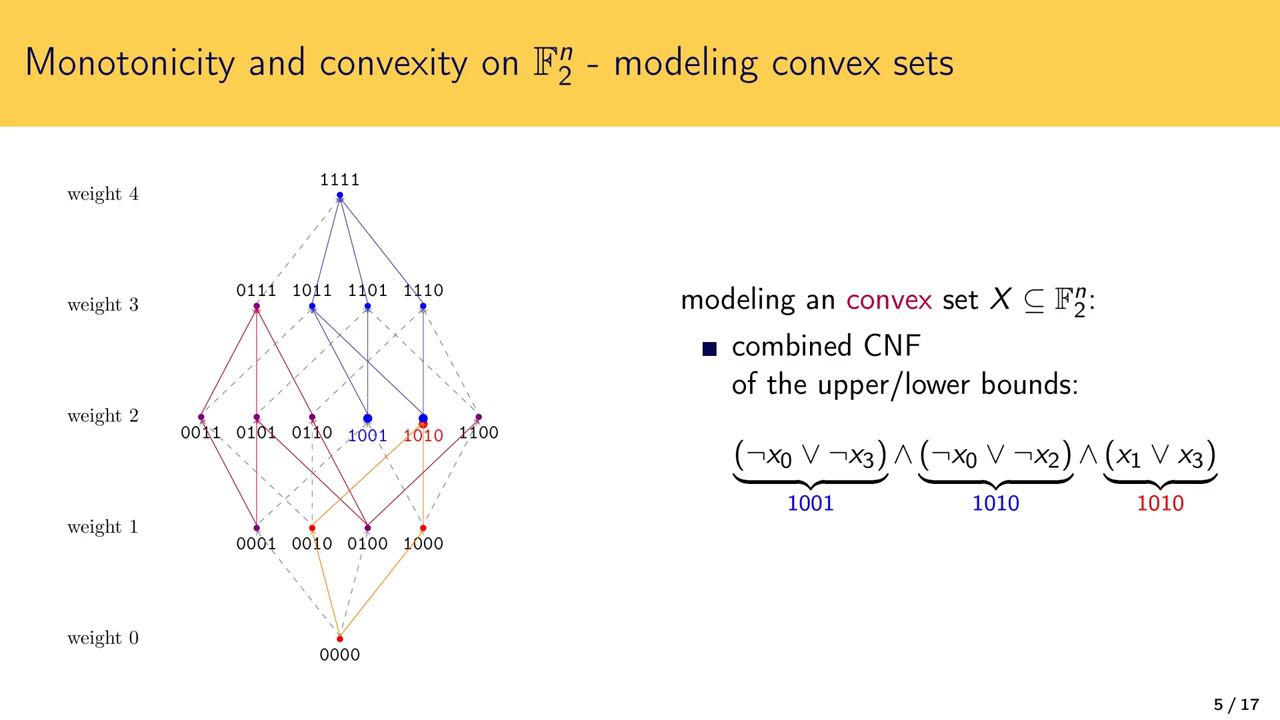 Monotonicity and convexity on 𝔽₂ⁿ - modeling convex sets
weight 4
1111
weight 3
0111 1011 1101 1110
weight 2
0011 0101 0110 1001 1010 1100
weight 1
0001 0010 0100 1000
weight 0
0000
modeling an convex set X ⊆ 𝔽₂ⁿ:
combined CNF
of the upper/lower bounds:
(¬x₀ ∨ ¬x₃) ∧ (¬x₀ ∨ ¬x₂) ∧ (x₁ ∨ x₃)
1001 1010 1010
5 / 17